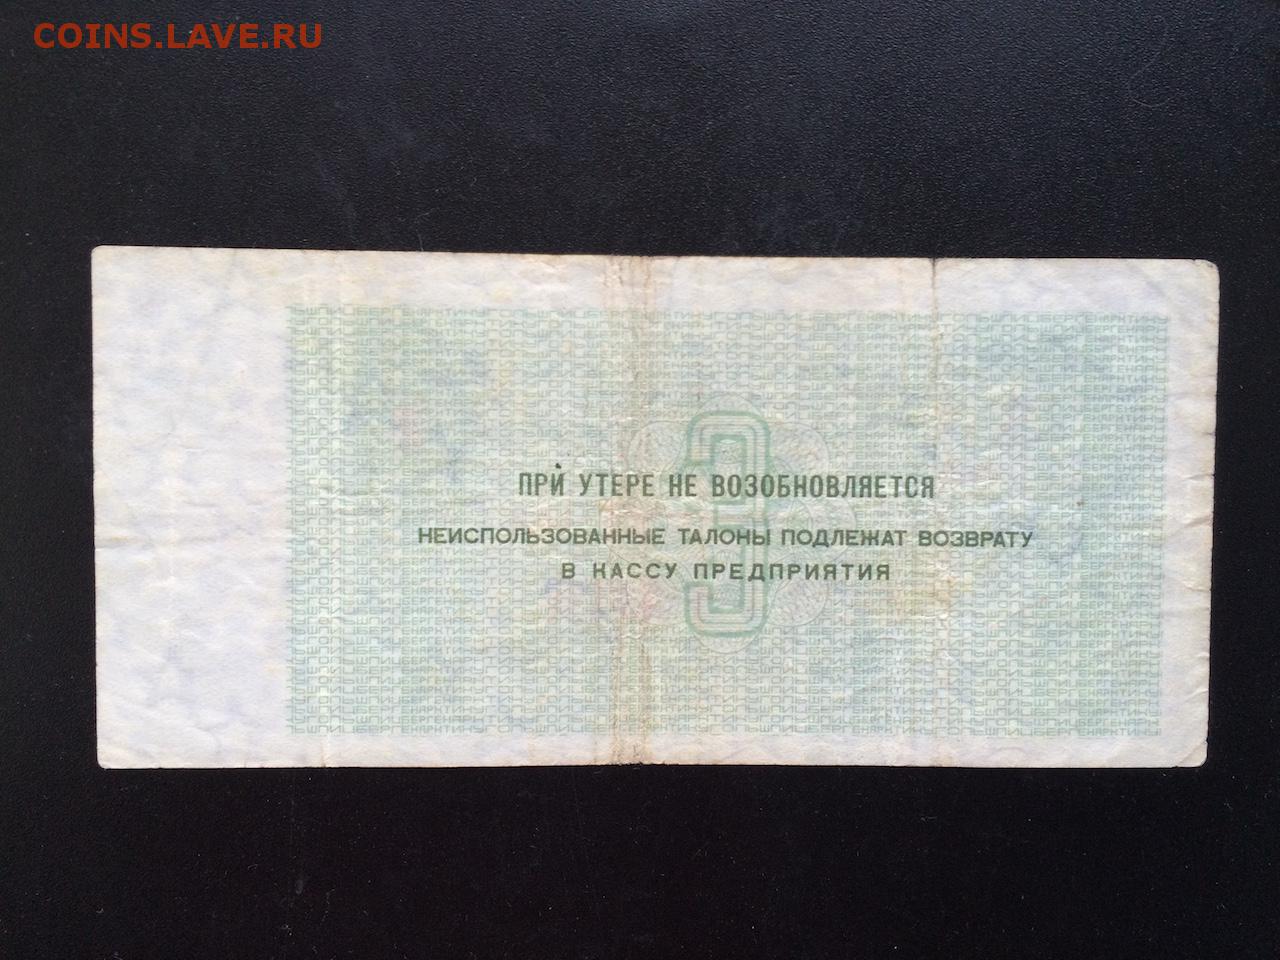 COINS.LAVE.RU
ПРИ УТЕРЕ НЕ ВОЗОБНОВЛЯЕТСЯ
НЕИСПОЛЬЗОВАННЫЕ ТАЛОНЫ ПОДЛЕЖАТ ВОЗВРАТУ
В КАССУ ПРЕДПРИЯТИЯ
3